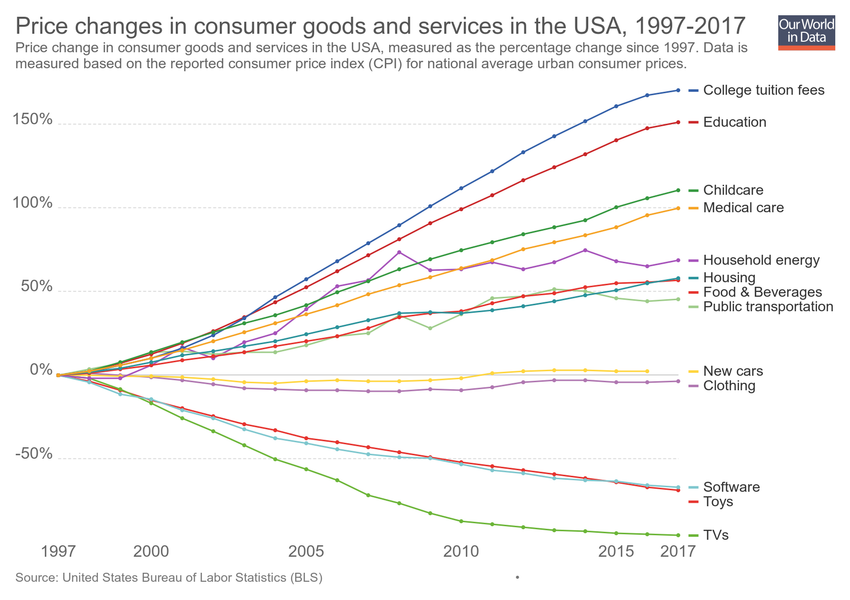 Price changes in consumer goods and services in the USA, 1997-2017
Our World
in Data
Price change in consumer goods and services in the USA, measured as the percentage change since 1997. Data is
measured based on the reported consumer price index (CPI) for national average urban consumer prices.
College tuition fees
150%
Education
Childcare
100%
Medical care
Household energy
Housing
50%
Food & Beverages
Public transportation
0%
New cars
Clothing
-50%
Software
Toys
TVs
1997 2000 2005 2010 2015 2017
Source: United States Bureau of Labor Statistics (BLS)